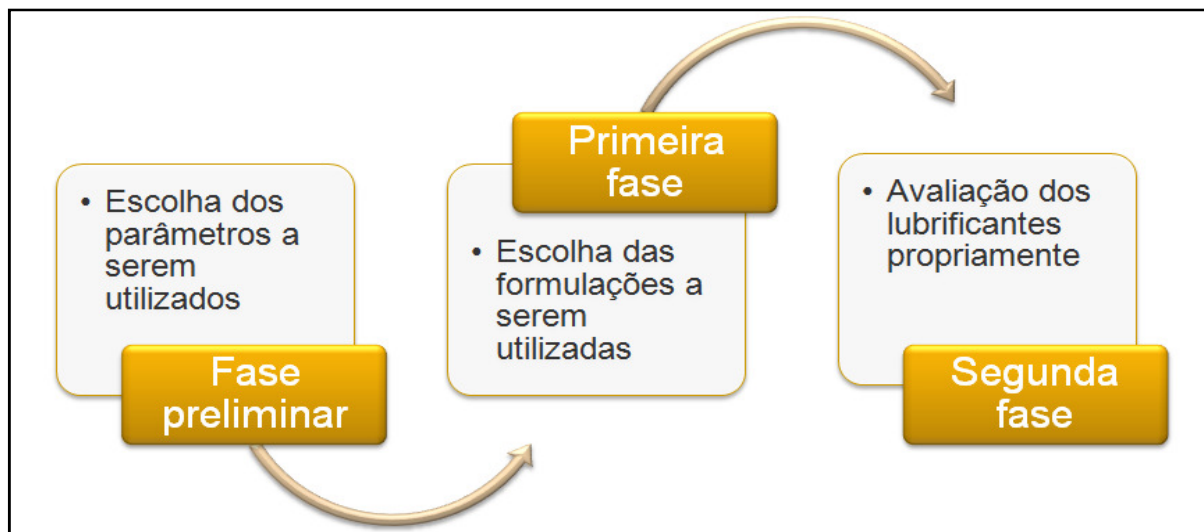 • Escolha dos
parâmetros a
serem
utilizados
Fase
preliminar
Primeira
fase
• Escolha das
formulações a
serem
utilizadas
• Avaliação dos
lubrificantes
propriamente
Segunda
fase